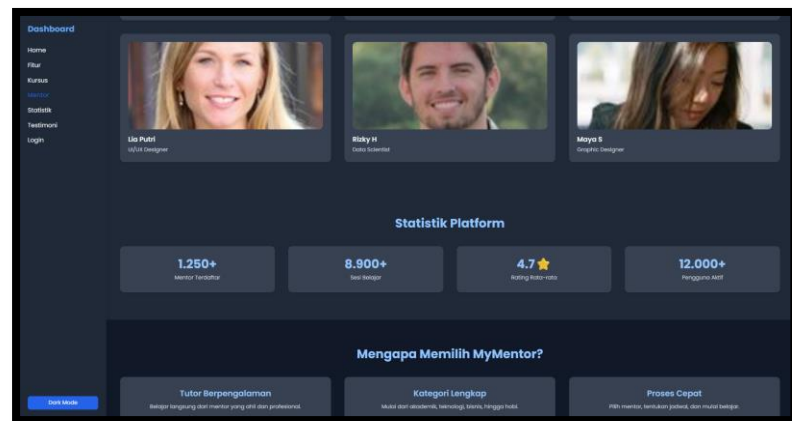 Dashboard
Home
Fitur
Kursus
Mentor
Statistik
Testimoni
Login
Dark Mode
Lia Putri
UI/UX Designer
Rizky H
Data Scientist
Maya S
Graphic Designer
Statistik Platform
1.250+
Mentor Terdaftar
8.900+
Sesi Belajar
4.7⭐
Rating Rata-rata
12.000+
Pengguna Aktif
Mengapa Memilih MyMentor?
Tutor Berpengalaman
Belajar langsung dari mentor yang ahli dan profesional.
Kategori Lengkap
Mulai dari akademik, teknologi, bisnis, hingga hobi.
Proses Cepat
Pilih mentor, tentukan jadwal, dan mulai belajar.